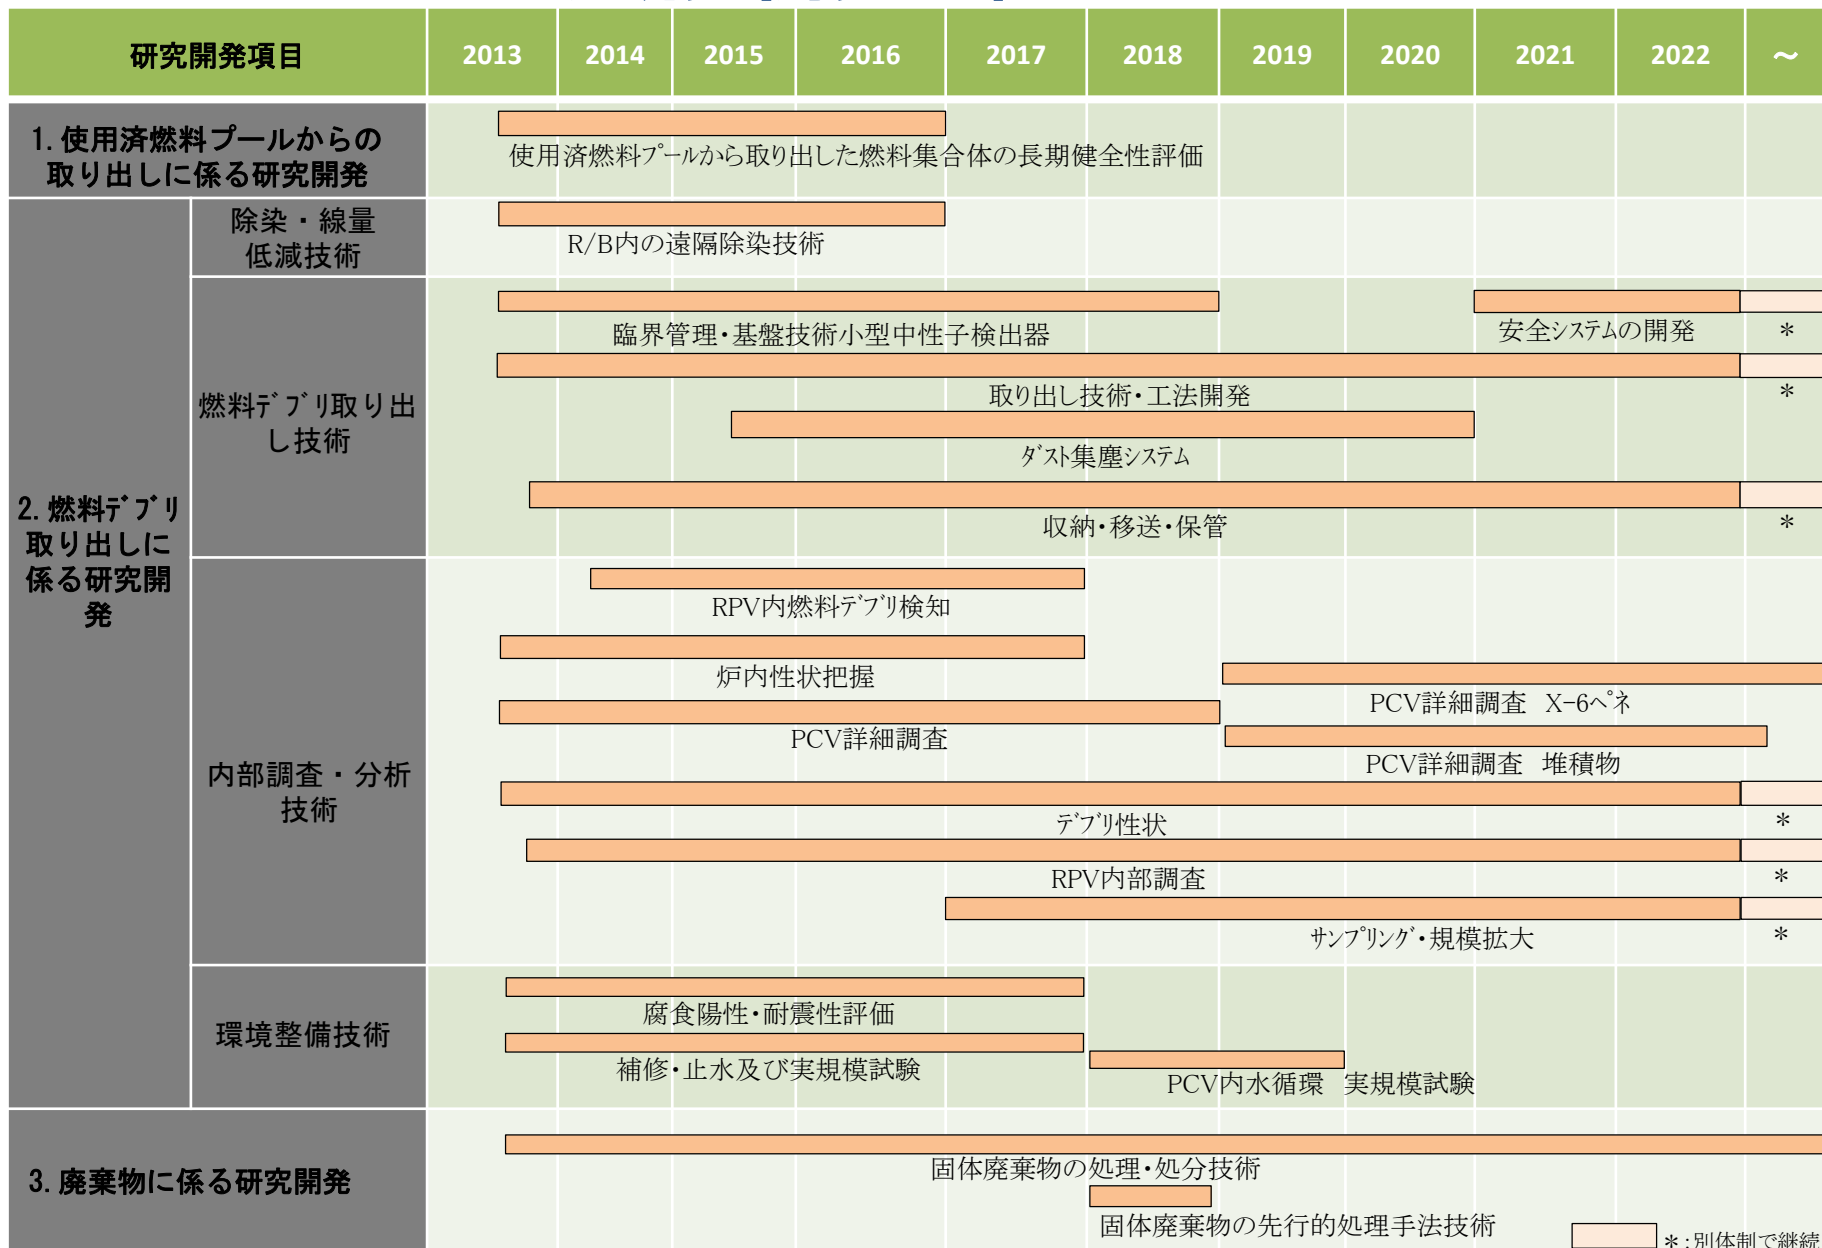 研究開発項目 2013 2014 2015 2016 2017 2018 2019 2020 2021 2022 ～
1. 使用済燃料プールからの
取り出しに係る研究開発
使用済燃料ﾌﾟｰﾙから取り出した燃料集合体の長期健全性評価
2. 燃料ﾃﾞﾌﾞﾘ
取り出しに
係る研究開
発
除染・線量
低減技術
R/B内の遠隔除染技術
燃料ﾃﾞﾌﾞﾘ取り出
し技術
臨界管理・基盤技術小型中性子検出器
安全ｼｽﾃﾑの開発
*
取り出し技術・工法開発
*
ﾀﾞｽﾄ集塵ｼｽﾃﾑ
収納・移送・保管
*
内部調査・分析
技術
RPV内燃料ﾃﾞﾌﾞﾘ検知
炉内性状把握
PCV詳細調査　X-6ﾍﾟﾈ
PCV詳細調査
PCV詳細調査　堆積物
ﾃﾞﾌﾞﾘ性状
*
RPV内部調査
*
ｻﾝﾌﾟﾘﾝｸﾞ・規模拡大
*
環境整備技術
腐食陽性・耐震性評価
補修・止水及び実規模試験
PCV内水循環　実規模試験
3. 廃棄物に係る研究開発
固体廃棄物の処理・処分技術
固体廃棄物の先行的処理手法技術
*：別体制で継続